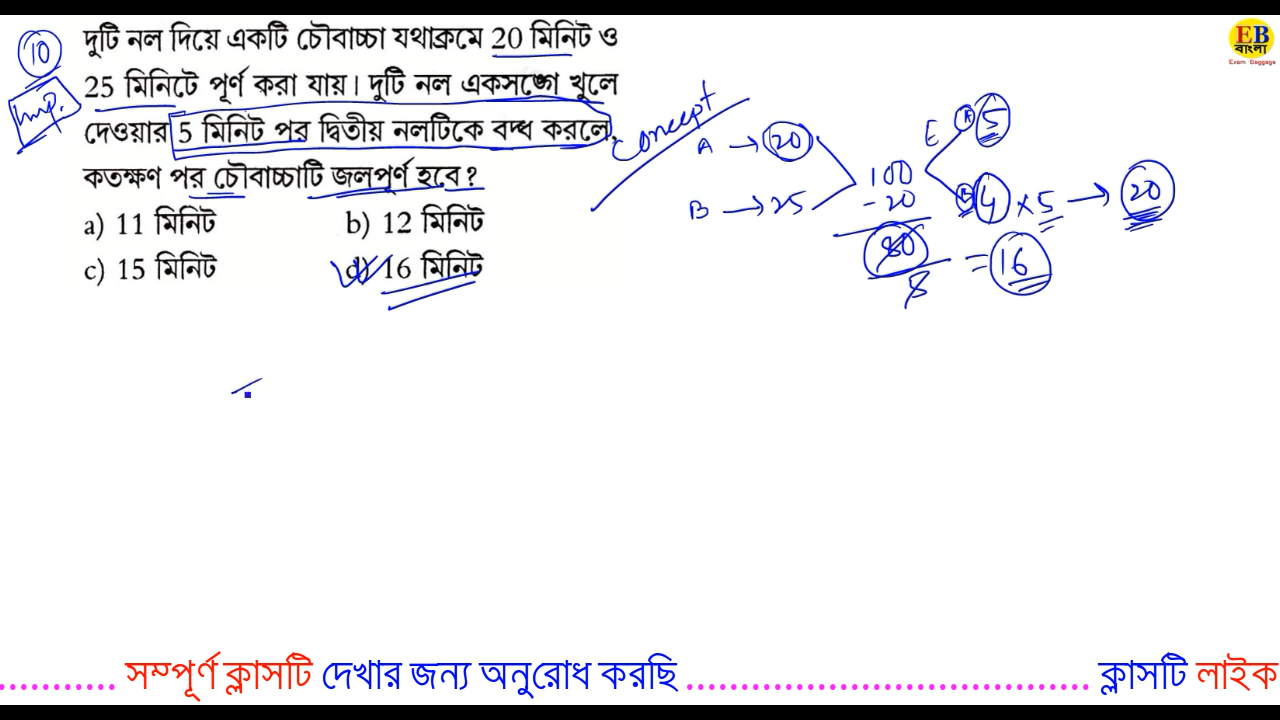 EB
বাংলা
Exam Baggage
10
Imp.
দুটি নল দিয়ে একটি চৌবাচ্চা যথাক্রমে 20 মিনিট ও
25 মিনিটে পূর্ণ করা যায়। দুটি নল একসঙ্গে খুলে
দেওয়ার 5 মিনিট পর দ্বিতীয় নলটিকে বন্ধ করলে,
কতক্ষণ পর চৌবাচ্চাটি জলপূর্ণ হবে?
a) 11 মিনিট b) 12 মিনিট
c) 15 মিনিট d) 16 মিনিট
Concept
A → 20
B → 25
100
- 20
80
5
= 16
E
A 5
B 4 × 5 → 20
............ সম্পূর্ণ ক্লাসটি দেখার জন্য অনুরোধ করছি .................................... ক্লাসটি লাইক